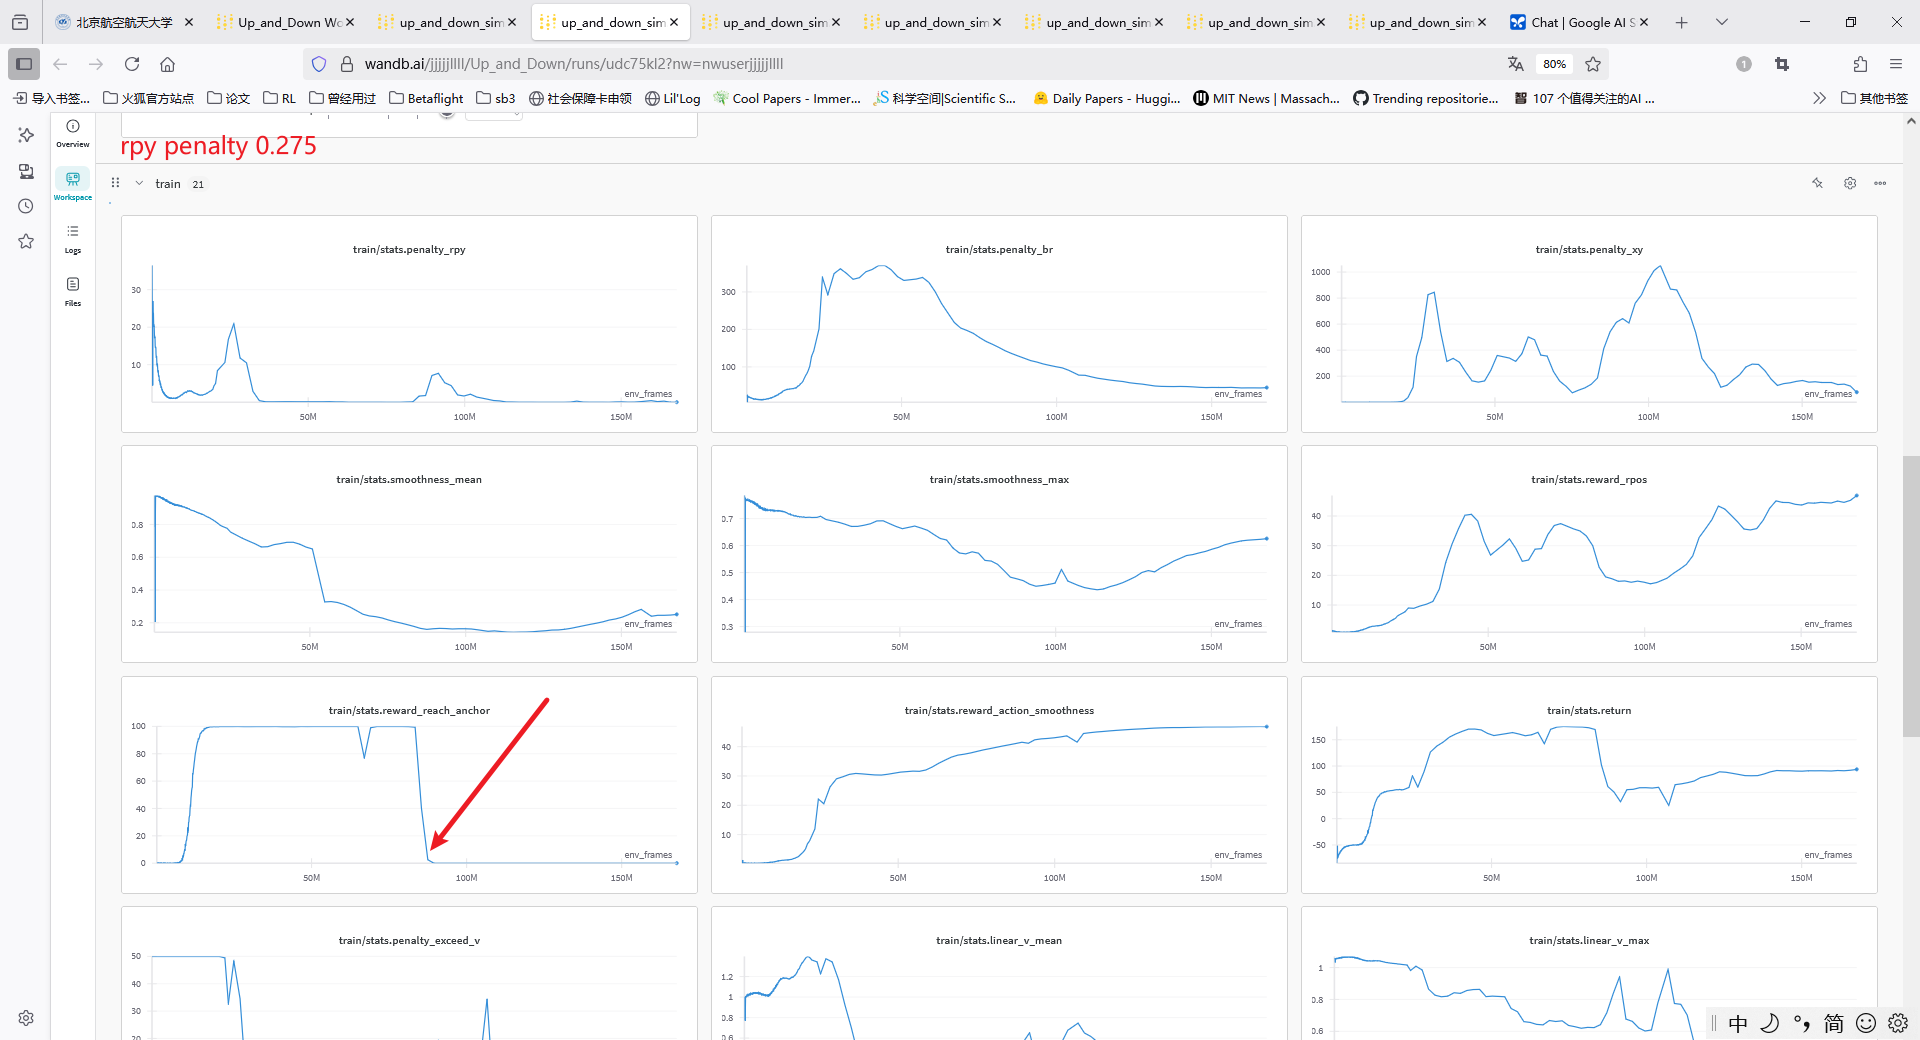 北京航空航天大学
Up_and_Down Wo
up_and_down_sim
up_and_down_sim
up_and_down_sim
up_and_down_sim
up_and_down_sim
up_and_down_sim
up_and_down_sim
Chat | Google AI S
wandb.ai/jjjjjllll/Up_and_Down/runs/udc75kl2?nw=nwuserjjjjjllll
80%
1
导入书签...
火狐官方站点
论文
RL
曾经用过
Betaflight
sb3
社会保障卡申领
Lil'Log
Cool Papers - Immer...
科学空间|Scientific S...
Daily Papers - Huggi...
MIT News | Massach...
Trending repositorie...
107 个值得关注的AI ...
其他书签
Overview
Workspace
Logs
Files
rpy penalty 0.275
train 21
train/stats.penalty_rpy
30
20
10
env_frames
50M
100M
150M
train/stats.penalty_br
300
200
100
env_frames
50M
100M
150M
train/stats.penalty_xy
1000
800
600
400
200
env_frames
50M
100M
150M
train/stats.smoothness_mean
0.8
0.6
0.4
0.2
env_frames
50M
100M
150M
train/stats.smoothness_max
0.7
0.6
0.5
0.4
0.3
env_frames
50M
100M
150M
train/stats.reward_rpos
40
30
20
10
env_frames
50M
100M
150M
train/stats.reward_reach_anchor
100
80
60
40
20
0
env_frames
50M
100M
150M
train/stats.reward_action_smoothness
40
30
20
10
env_frames
50M
100M
150M
train/stats.return
150
100
50
0
-50
env_frames
50M
100M
150M
train/stats.penalty_exceed_v
50
40
30
20
train/stats.linear_v_mean
1.2
1
0.8
0.6
train/stats.linear_v_max
1
0.8
0.6
中
简